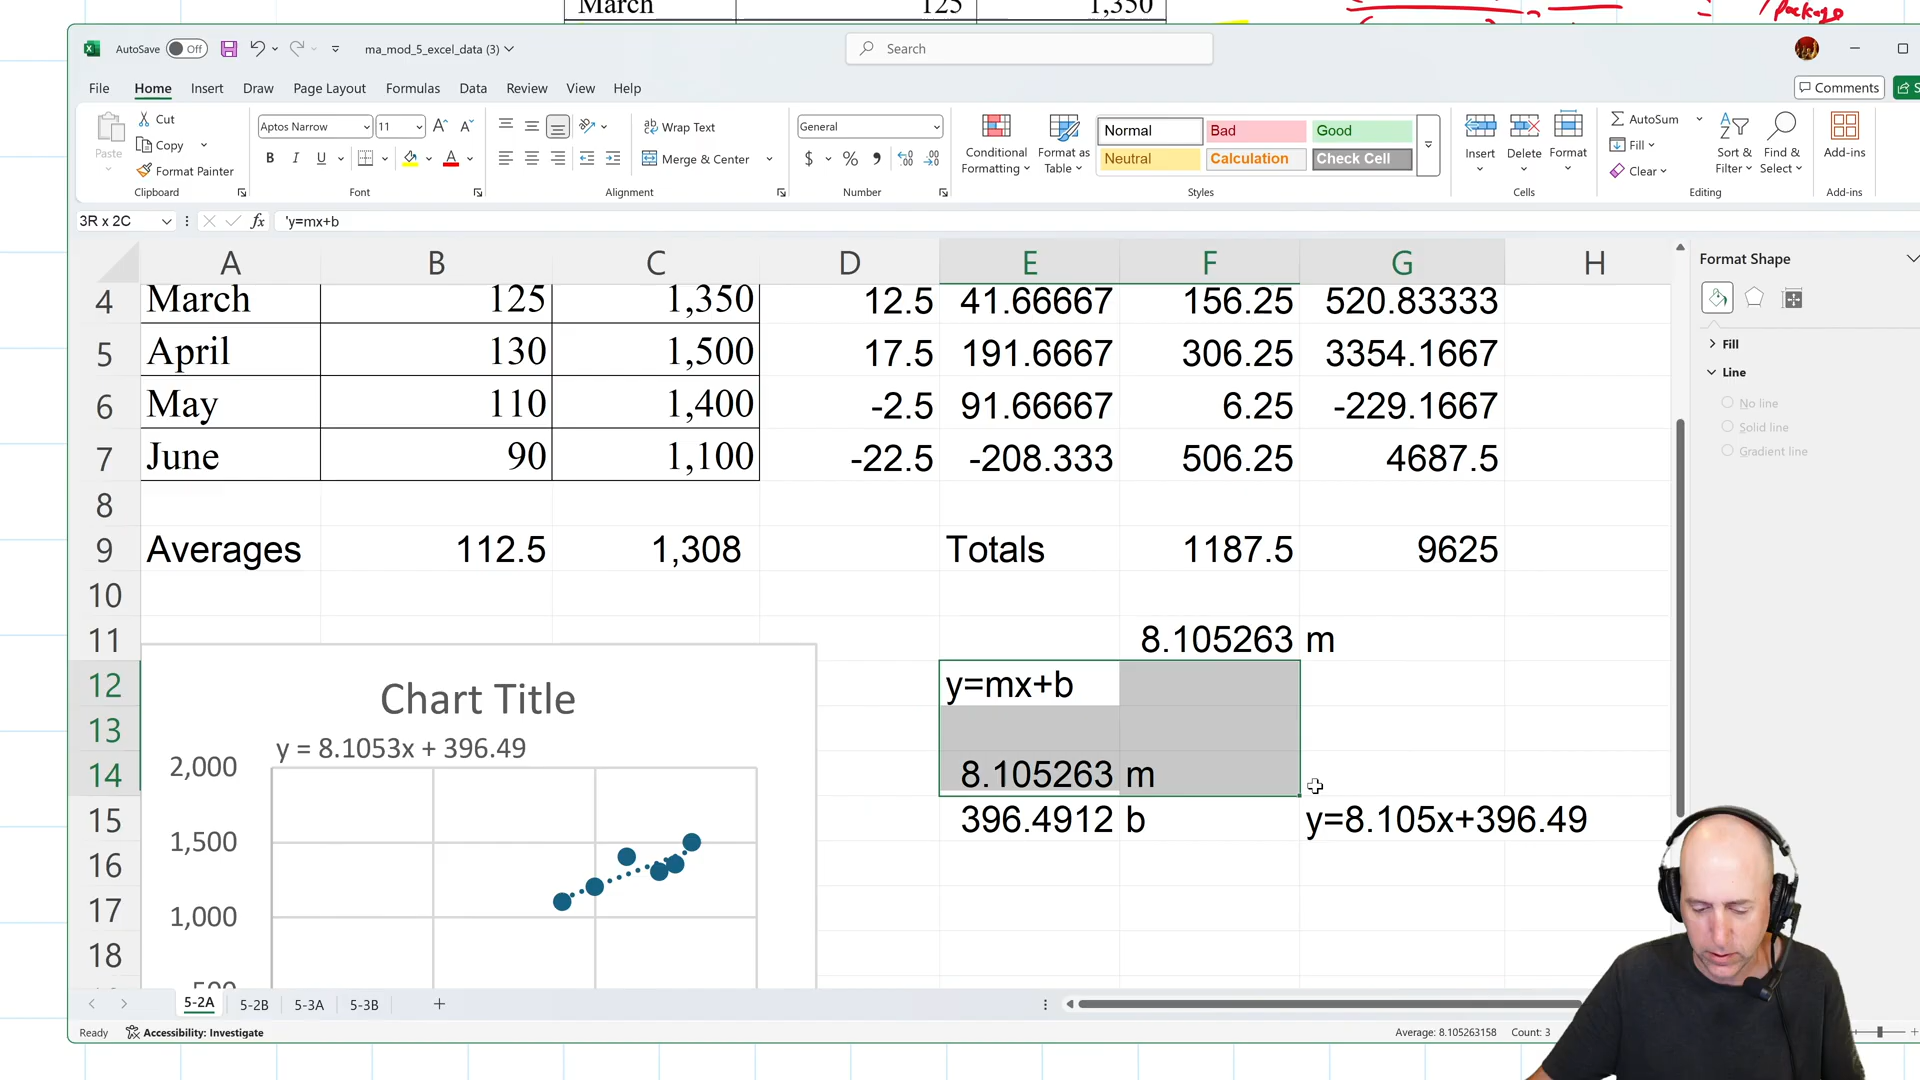 March 125 1,350
package
AutoSave Off ma_mod_5_excel_data (3) Search
File Home Insert Draw Page Layout Formulas Data Review View Help Comments S
Paste Cut Copy Format Painter Clipboard
Aptos Narrow 11 A A B I U A Font
Wrap Text Merge & Center Alignment
General $ % Number
Conditional Formatting Format as Table
Normal Bad Good
Neutral Calculation Check Cell
Styles
Insert Delete Format Cells
AutoSum Fill Clear Sort & Filter Find & Select Editing
Add-ins Add-ins
3R x 2C fx 'y=mx+b
A B C D E F G H
4 March 125 1,350 12.5 41.66667 156.25 520.83333
5 April 130 1,500 17.5 191.6667 306.25 3354.1667
6 May 110 1,400 -2.5 91.66667 6.25 -229.1667
7 June 90 1,100 -22.5 -208.333 506.25 4687.5
8
9 Averages 112.5 1,308 Totals 1187.5 9625
10
11 8.105263 m
12 y=mx+b
13
14 8.105263 m
15 396.4912 b y=8.105x+396.49
16
17
18
Chart Title
y = 8.1053x + 396.49
2,000
1,500
1,000
500
Format Shape
Fill
Line
No line
Solid line
Gradient line
5-2A 5-2B 5-3A 5-3B +
Ready Accessibility: Investigate Average: 8.105263158 Count: 3